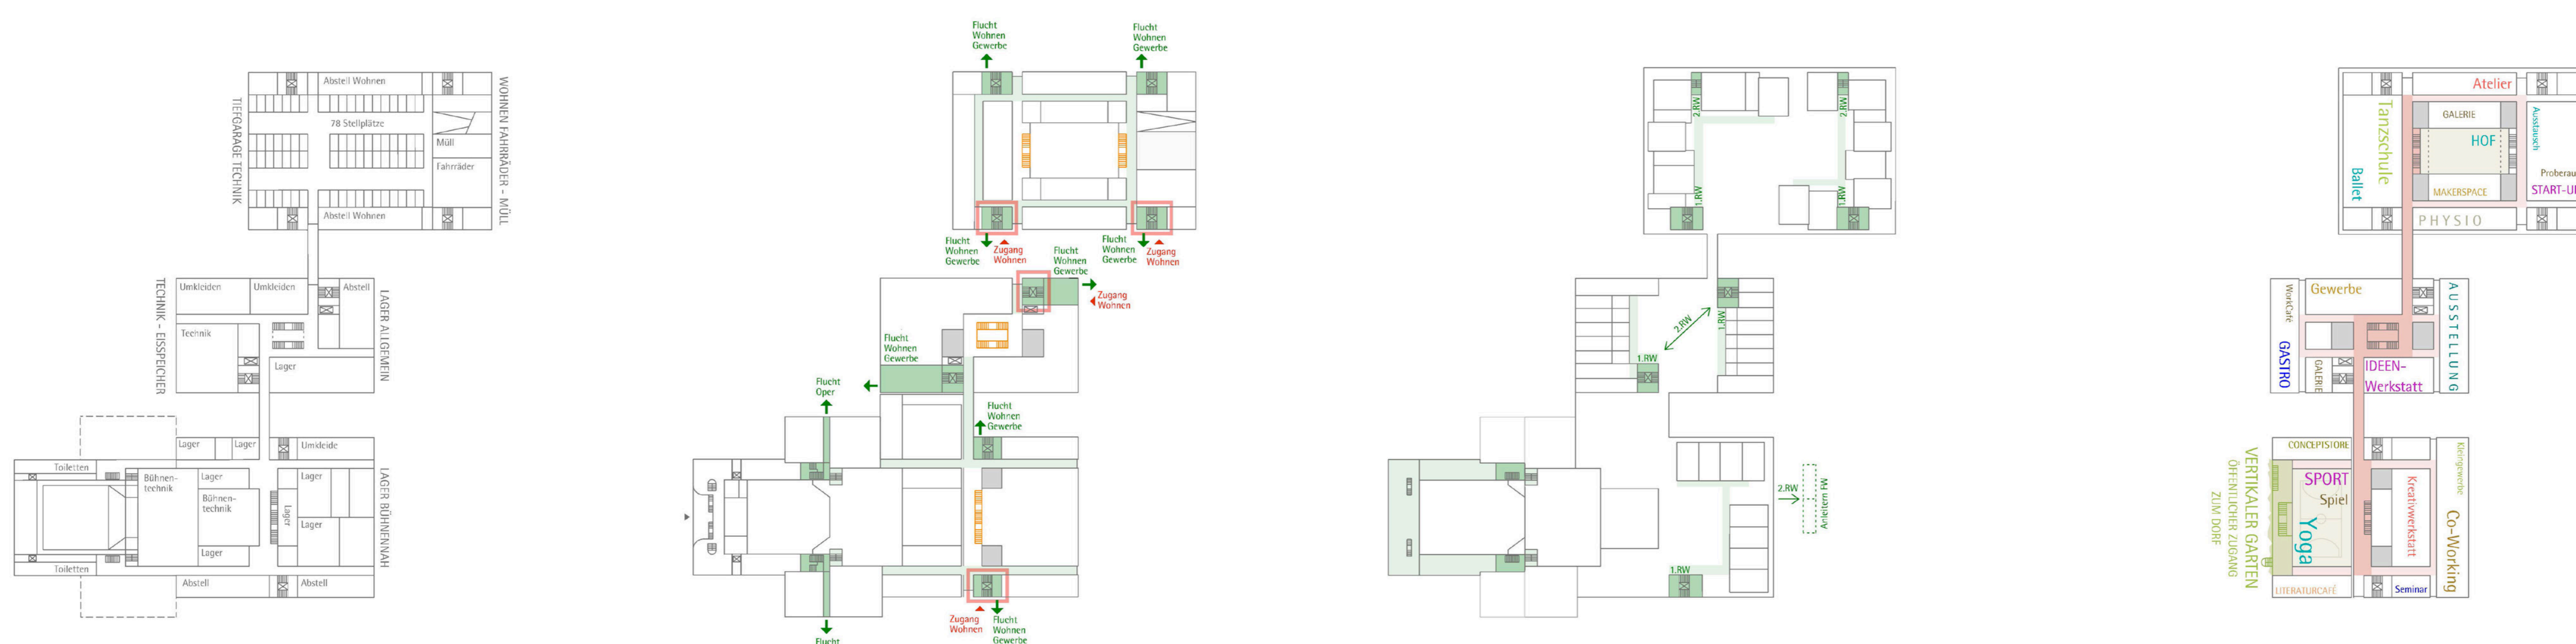 Abstell Wohnen
TIEFGARAGE TECHNIK
78 Stellplätze
WOHNEN FAHRRÄDER - MÜLL
Müll
Fahrräder
Abstell Wohnen
TECHNIK - EISSPEICHER
Umkleiden
Umkleiden
Abstell
LAGER ALLGEMEIN
Technik
Lager
Lager
Lager
Umkleide
Toiletten
Bühnen-
technik
Lager
Bühnen-
technik
Lager
Lager
Lager
Lager
LAGER BÜHNENNAH
Toiletten
Abstell
Abstell
Flucht
Wohnen
Gewerbe
Flucht
Wohnen
Gewerbe
Flucht
Wohnen
Gewerbe
Zugang
Wohnen
Flucht
Wohnen
Gewerbe
Flucht
Wohnen
Gewerbe
Zugang
Wohnen
Zugang
Wohnen
Flucht
Wohnen
Gewerbe
Flucht
Oper
Flucht
Wohnen
Gewerbe
Zugang
Wohnen
Flucht
Wohnen
Gewerbe
Flucht
2.RW
2.RW
1.RW
1.RW
2.RW
1.RW
1.RW
2.RW
Anleitern FW
1.RW
Atelier
Tanzschule
Ballet
GALERIE
HOF
Austausch
MAKERSPACE
Proberau
START-U
PHYSIO
WorkCafé
Gewerbe
AUSSTELLUNG
GASTRO
GALERIE
IDEEN-
Werkstatt
CONCEPTSTORE
VERTIKALER GARTEN
ÖFFENTLICHER ZUGANG
ZUM DORF
SPORT
Spiel
Yoga
Kreativwerkstatt
Kleingewerbe
Co-Working
LITERATURCAFÉ
Seminar